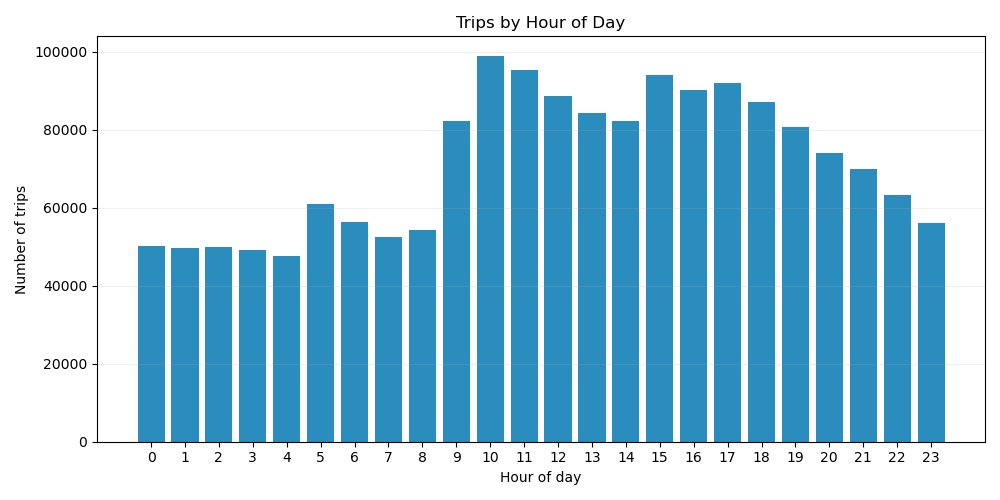 Trips by Hour of Day
100000
80000
60000
40000
20000
0
Number of trips
0 1 2 3 4 5 6 7 8 9 10 11 12 13 14 15 16 17 18 19 20 21 22 23
Hour of day